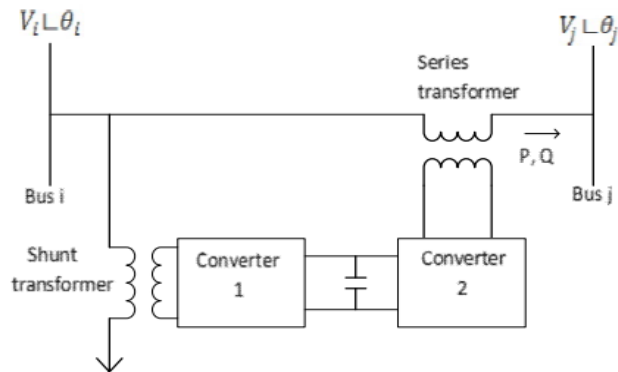 V_i∟θ_i
V_j∟θ_j
Series
transformer
P, Q
Bus i
Bus j
Shunt
transformer
Converter
1
Converter
2